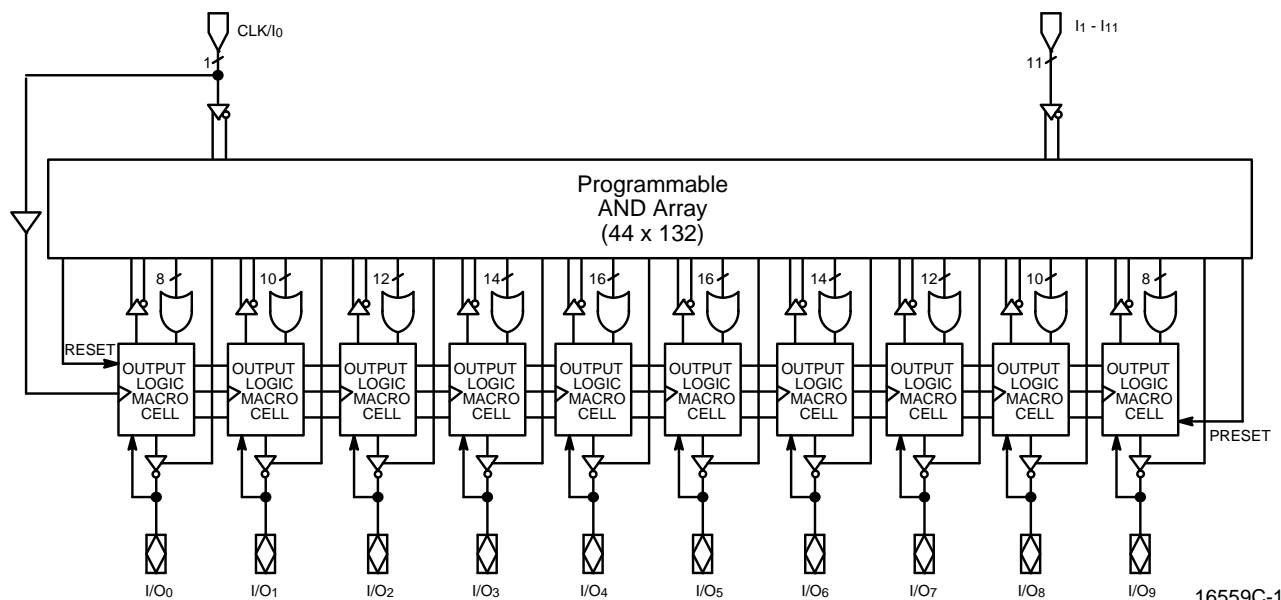 CLK/I0
I1 - I11
1
11
Programmable
AND Array
(44 x 132)
8
10
12
14
16
16
14
12
10
8
RESET
OUTPUT
LOGIC
MACRO
CELL
OUTPUT
LOGIC
MACRO
CELL
OUTPUT
LOGIC
MACRO
CELL
OUTPUT
LOGIC
MACRO
CELL
OUTPUT
LOGIC
MACRO
CELL
OUTPUT
LOGIC
MACRO
CELL
OUTPUT
LOGIC
MACRO
CELL
OUTPUT
LOGIC
MACRO
CELL
OUTPUT
LOGIC
MACRO
CELL
OUTPUT
LOGIC
MACRO
CELL
PRESET
I/O0
I/O1
I/O2
I/O3
I/O4
I/O5
I/O6
I/O7
I/O8
I/O9
16559C-1